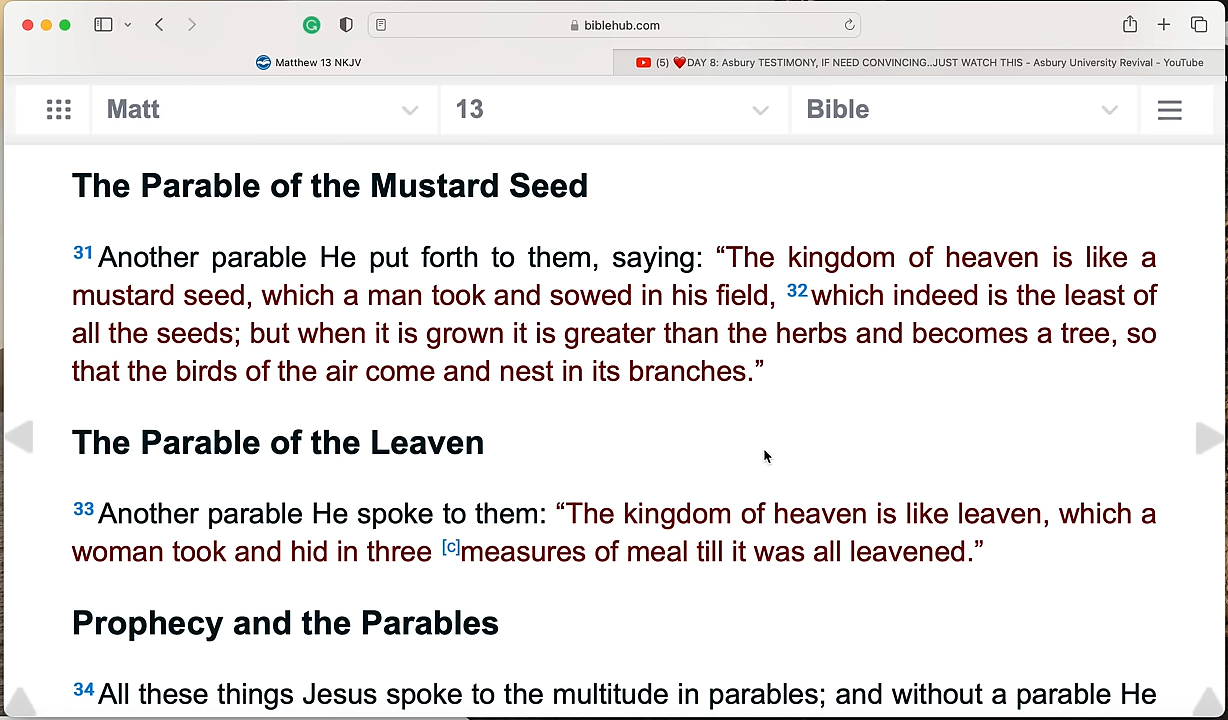 biblehub.com
Matthew 13 NKJV
(5) ❤️DAY 8: Asbury TESTIMONY, IF NEED CONVINCING..JUST WATCH THIS - Asbury University Revival - YouTube
Matt
13
Bible
The Parable of the Mustard Seed
31 Another parable He put forth to them, saying: “The kingdom of heaven is like a
mustard seed, which a man took and sowed in his field, 32 which indeed is the least of
all the seeds; but when it is grown it is greater than the herbs and becomes a tree, so
that the birds of the air come and nest in its branches.”
The Parable of the Leaven
33 Another parable He spoke to them: “The kingdom of heaven is like leaven, which a
woman took and hid in three [c]measures of meal till it was all leavened.”
Prophecy and the Parables
34 All these things Jesus spoke to the multitude in parables; and without a parable He